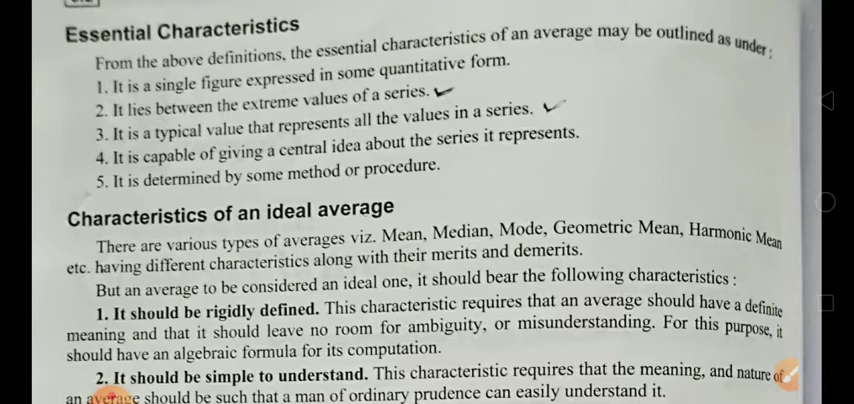 Essential Characteristics
From the above definitions, the essential characteristics of an average may be outlined as under :
1. It is a single figure expressed in some quantitative form.
2. It lies between the extreme values of a series.
3. It is a typical value that represents all the values in a series.
4. It is capable of giving a central idea about the series it represents.
5. It is determined by some method or procedure.
Characteristics of an ideal average
There are various types of averages viz. Mean, Median, Mode, Geometric Mean, Harmonic Mean
etc. having different characteristics along with their merits and demerits.
But an average to be considered an ideal one, it should bear the following characteristics :
1. It should be rigidly defined. This characteristic requires that an average should have a definite
meaning and that it should leave no room for ambiguity, or misunderstanding. For this purpose, it
should have an algebraic formula for its computation.
2. It should be simple to understand. This characteristic requires that the meaning, and nature of
an average should be such that a man of ordinary prudence can easily understand it.